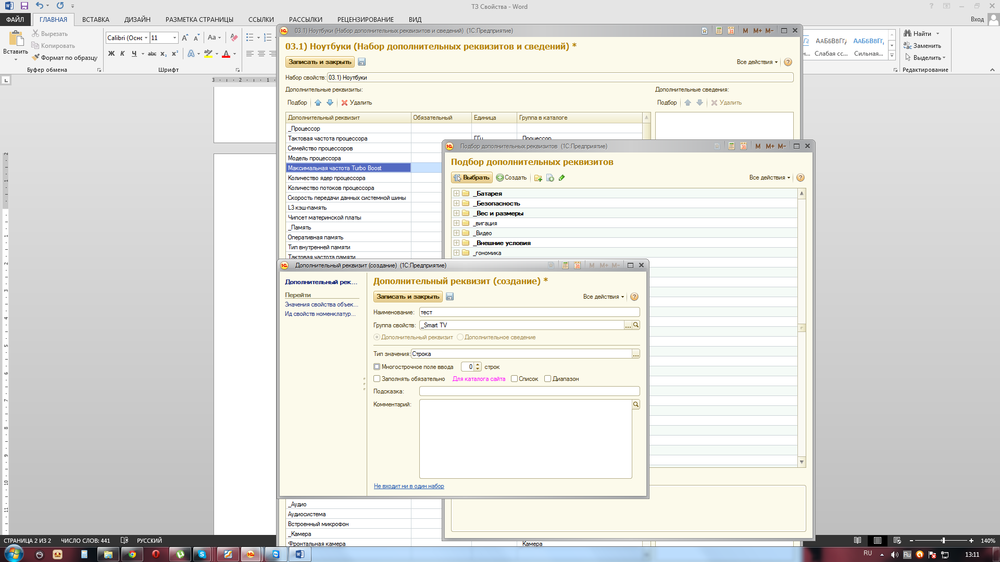 ТЗ Свойства - Word
ФАЙЛ ГЛАВНАЯ ВСТАВКА ДИЗАЙН РАЗМЕТКА СТРАНИЦЫ ССЫЛКИ РАССЫЛКИ РЕЦЕНЗИРОВАНИЕ ВИД Вход
Вставить
Вырезать
Копировать
Формат по образцу
Буфер обмена
Calibri (Оснс 11
Шрифт
АаБбВвГг,
Слабая сс...
АаБбВвГг,
Сильная...
Найти
Заменить
Выделить
Редактирование
03.1) Ноутбуки (Набор дополнительных реквизитов и сведений) (1С:Предприятие)
M M+ M-
03.1) Ноутбуки (Набор дополнительных реквизитов и сведений) *
Записать и закрыть
Все действия
Набор свойств: 03.1) Ноутбуки
Дополнительные реквизиты:
Дополнительные сведения:
Подбор Удалить
Подбор Удалить
Дополнительный реквизит Обязательный Единица Группа в каталоге
_Процессор
Тактовая частота процессора ГГц _Процессор
Семейство процессоров
Модель процессора
Максимальная частота Turbo Boost
Количество ядер процессора
Количество потоков процессора
Скорость передачи данных системной шины
L3 кэш-память
Чипсет материнской платы
_Память
Оперативная память
Тип внутренней памяти
Тактовая частота памяти
Подбор дополнительных реквизитов (1С:Предприятие)
M M+ M-
Подбор дополнительных реквизитов
Выбрать Создать
Все действия
_Батарея
_Безопасность
_Вес и размеры
_вигация
_Видео
_Внешние условия
_гономика
Дополнительный реквизит (создание) (1С:Предприятие)
M M+ M-
Дополнительный рек...
Перейти
Значения свойства объек...
Ид свойств номенклатур...
Дополнительный реквизит (создание) *
Записать и закрыть
Все действия
Наименование: тест
Группа свойств: _Smart TV
Дополнительный реквизит Дополнительное сведение
Тип значения: Строка
Многострочное поле ввода 0 строк
Заполнять обязательно Для каталога сайта Список Диапазон
Подсказка:
Комментарий:
Не входит ни в один набор
_Аудио
Аудиосистема
Встроенный микрофон
_Камера
Фронтальная камера Камера
СТРАНИЦА 2 ИЗ 2 ЧИСЛО СЛОВ: 441 РУССКИЙ 140%
RU Ru 13:11